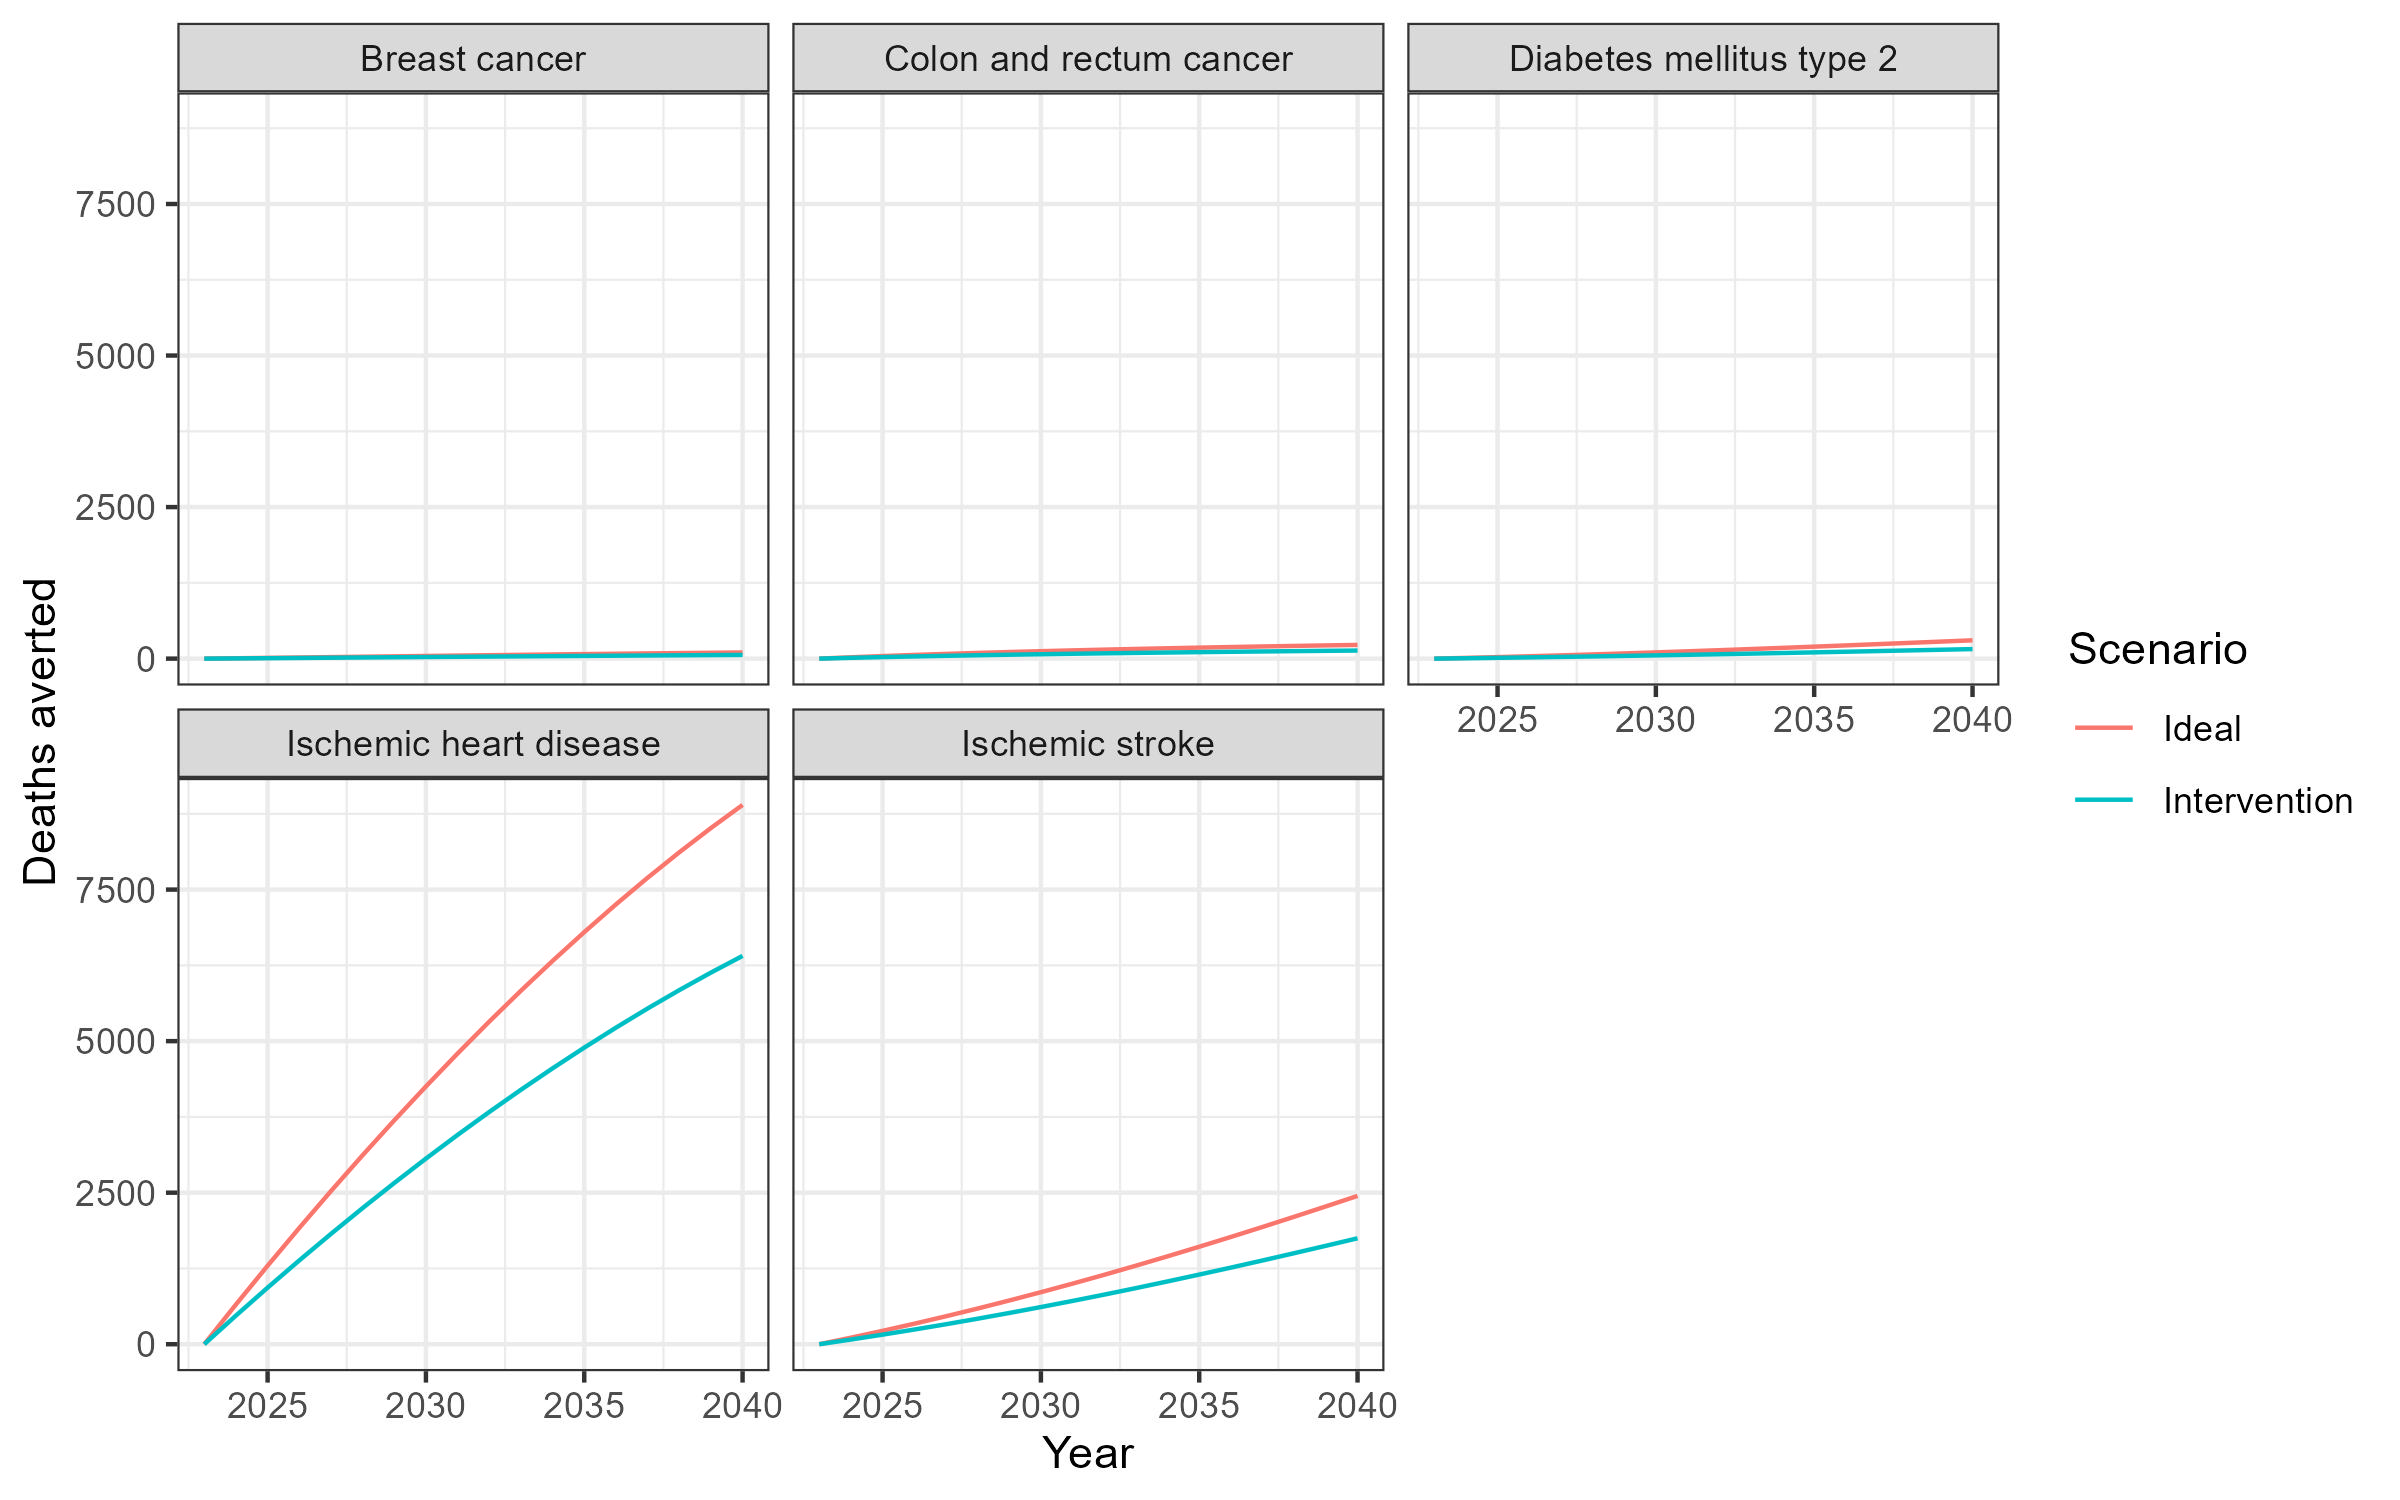 Breast cancer
Colon and rectum cancer
Diabetes mellitus type 2
7500
5000
2500
0
2025 2030 2035 2040
Ischemic heart disease
Ischemic stroke
7500
5000
2500
0
2025 2030 2035 2040
2025 2030 2035 2040
Year
Deaths averted
Scenario
Ideal
Intervention